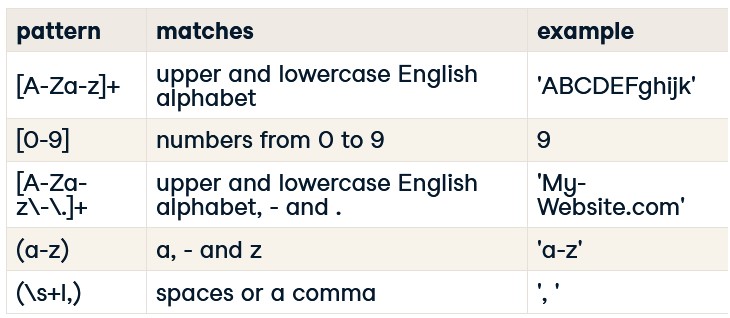 pattern matches example
[A-Za-z]+ upper and lowercase English alphabet 'ABCDEFghijk'
[0-9] numbers from 0 to 9 9
[A-Za-z\-\.]+ upper and lowercase English alphabet, - and . 'My-Website.com'
(a-z) a, - and z 'a-z'
(\s+l,) spaces or a comma ', '